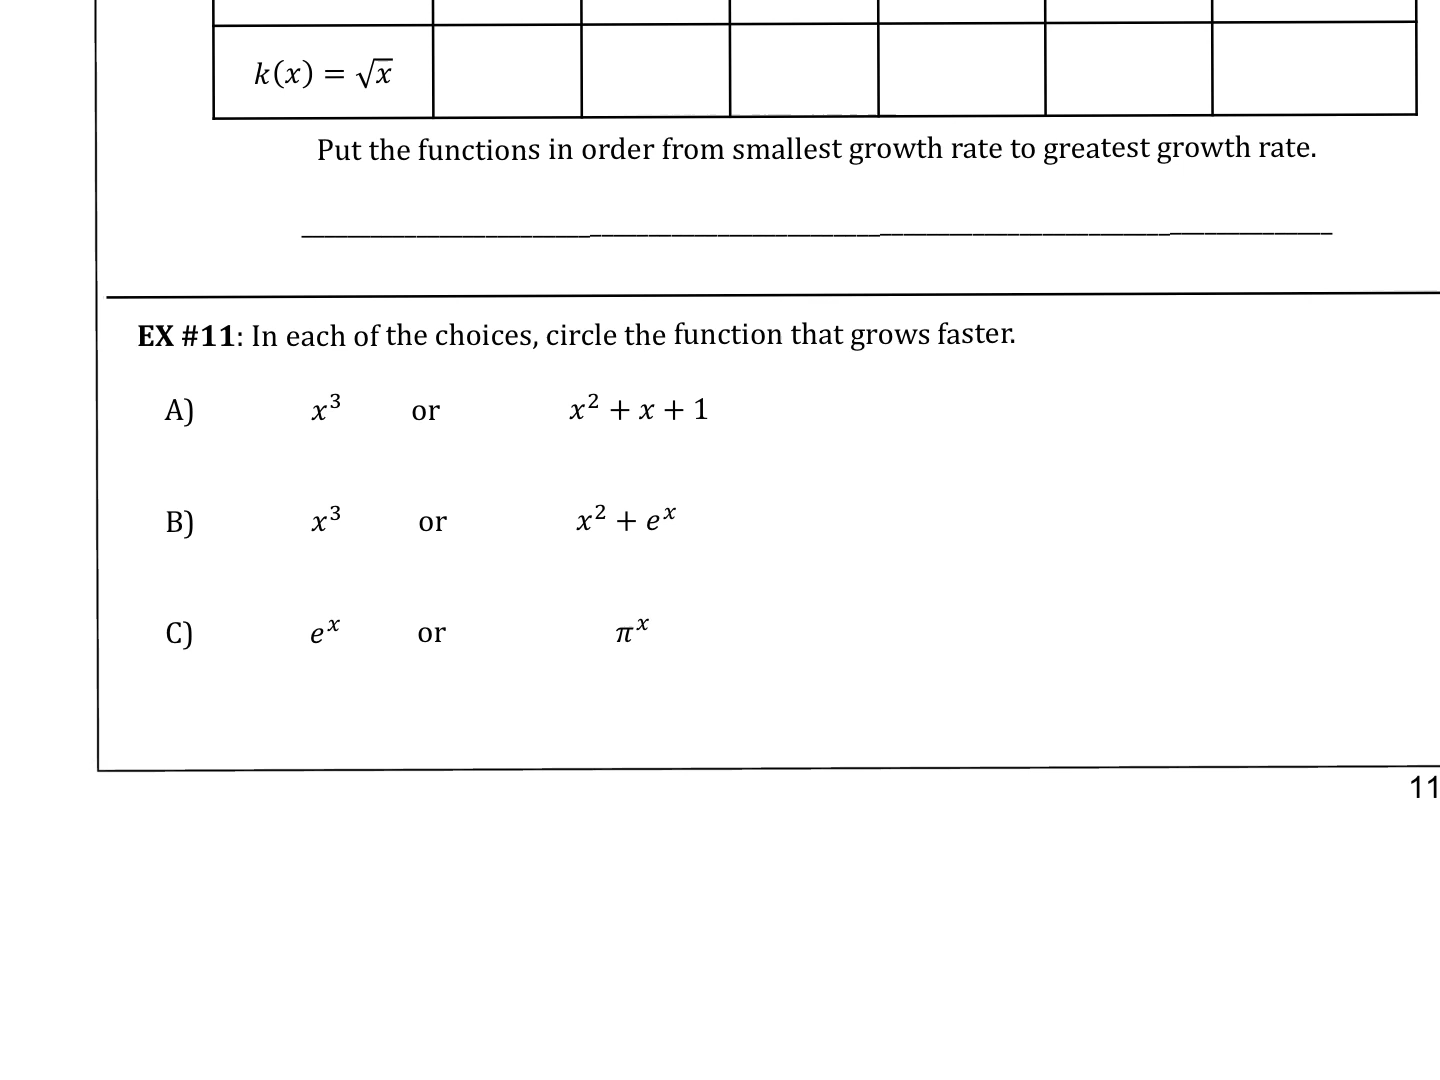 k(x) = √x
Put the functions in order from smallest growth rate to greatest growth rate.
EX #11: In each of the choices, circle the function that grows faster.
A) x³ or x² + x + 1
B) x³ or x² + eˣ
C) eˣ or πˣ
11